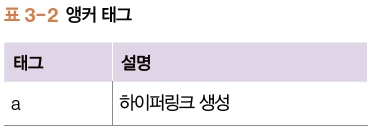 표 3-2 앵커 태그
태그 설명
a 하이퍼링크 생성